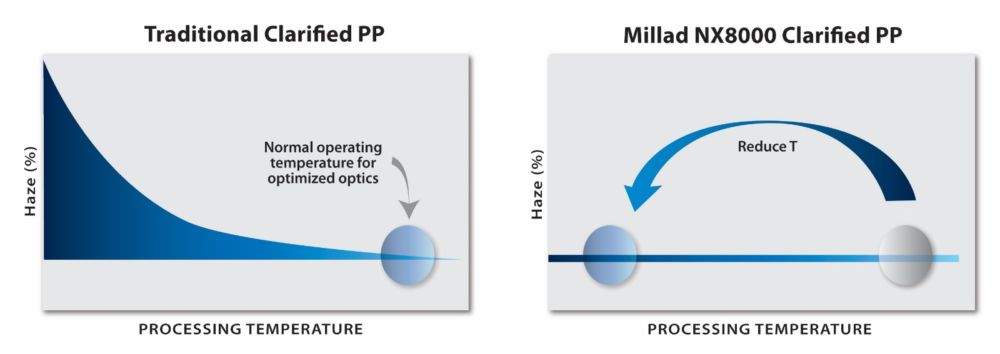 Traditional Clarified PP
Haze (%)
Normal operating
temperature for
optimized optics
PROCESSING TEMPERATURE
Millad NX8000 Clarified PP
Haze (%)
Reduce T
PROCESSING TEMPERATURE